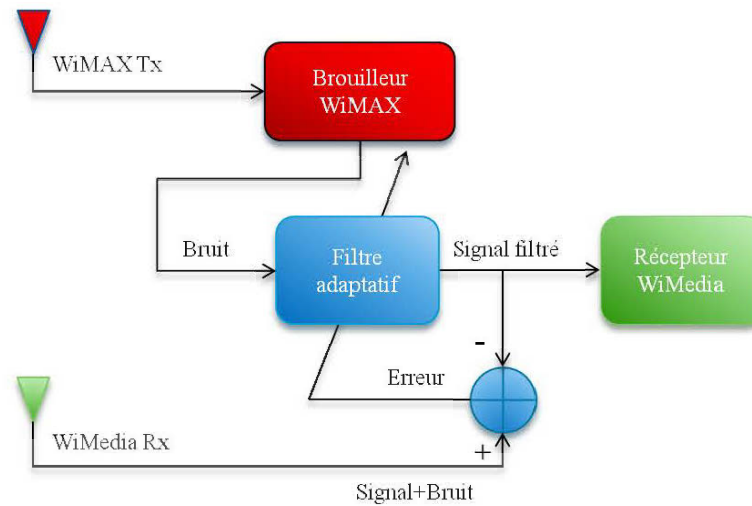 WiMAX Tx
Brouilleur
WiMAX
Bruit
Filtre
adaptatif
Signal filtré
Récepteur
WiMedia
-
Erreur
WiMedia Rx
+
Signal+Bruit